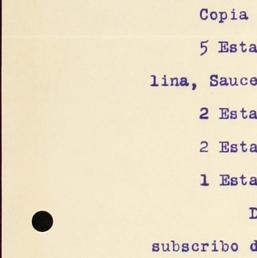 Copia
5 Esta
lina, Sauce
2 Esta
2 Esta
1 Esta
D
subscribo d